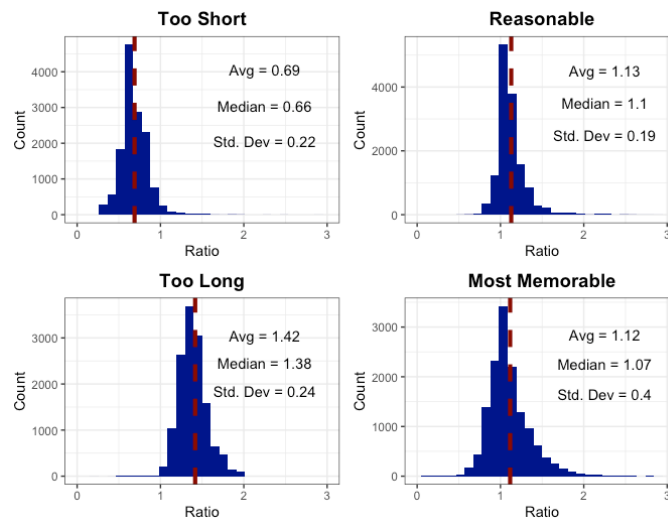 Too Short
Avg = 0.69
Median = 0.66
Std. Dev = 0.22
Count
4000
3000
2000
1000
0
0
1
2
3
Ratio
Reasonable
Avg = 1.13
Median = 1.1
Std. Dev = 0.19
Count
4000
2000
0
0
1
2
3
Ratio
Too Long
Avg = 1.42
Median = 1.38
Std. Dev = 0.24
Count
3000
2000
1000
0
0
1
2
3
Ratio
Most Memorable
Avg = 1.12
Median = 1.07
Std. Dev = 0.4
Count
3000
2000
1000
0
0
1
2
3
Ratio